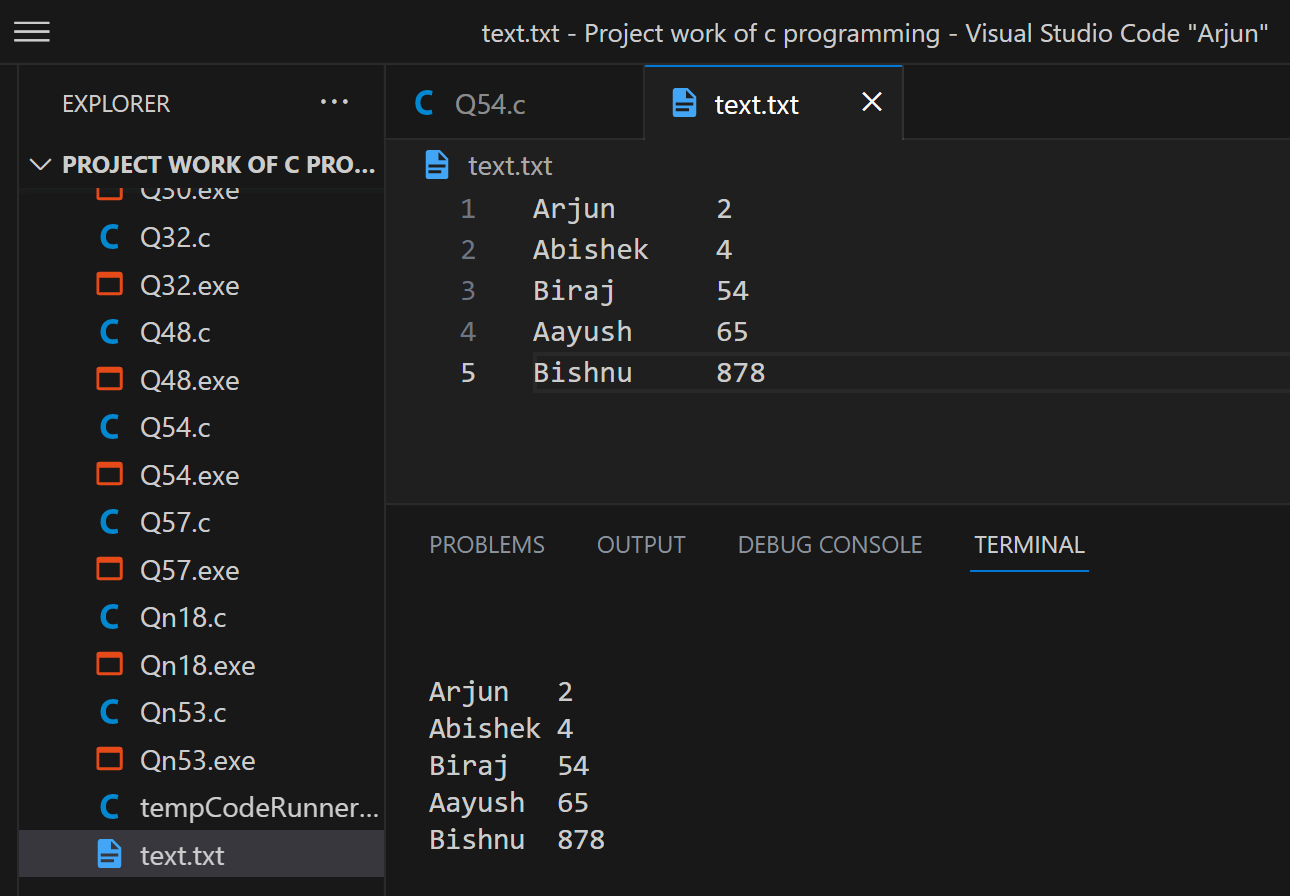 text.txt - Project work of c programming - Visual Studio Code "Arjun"
EXPLORER
PROJECT WORK OF C PRO...
Q30.exe
Q32.c
Q32.exe
Q48.c
Q48.exe
Q54.c
Q54.exe
Q57.c
Q57.exe
Qn18.c
Qn18.exe
Qn53.c
Qn53.exe
tempCodeRunner...
text.txt
Q54.c text.txt
text.txt
1 Arjun 2
2 Abishek 4
3 Biraj 54
4 Aayush 65
5 Bishnu 878
PROBLEMS OUTPUT DEBUG CONSOLE TERMINAL
Arjun 2
Abishek 4
Biraj 54
Aayush 65
Bishnu 878